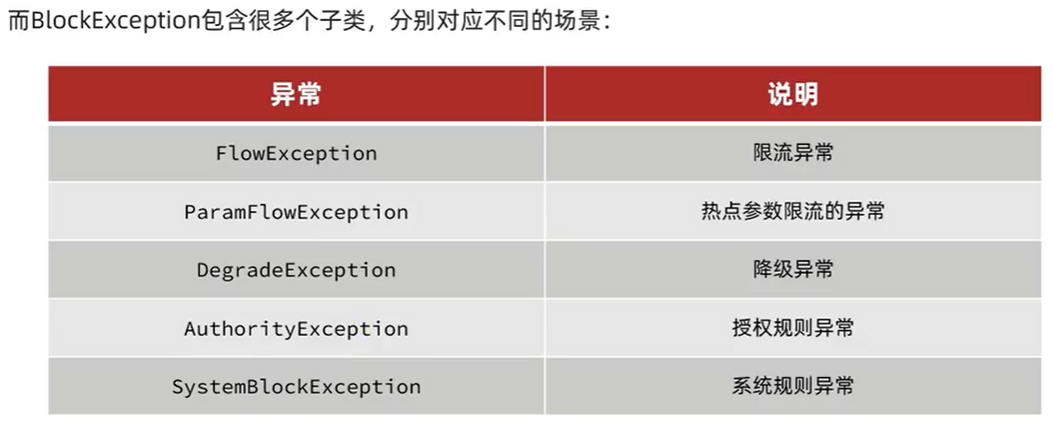 而BlockException包含很多个子类，分别对应不同的场景：
异常 说明
FlowException 限流异常
ParamFlowException 热点参数限流的异常
DegradeException 降级异常
AuthorityException 授权规则异常
SystemBlockException 系统规则异常